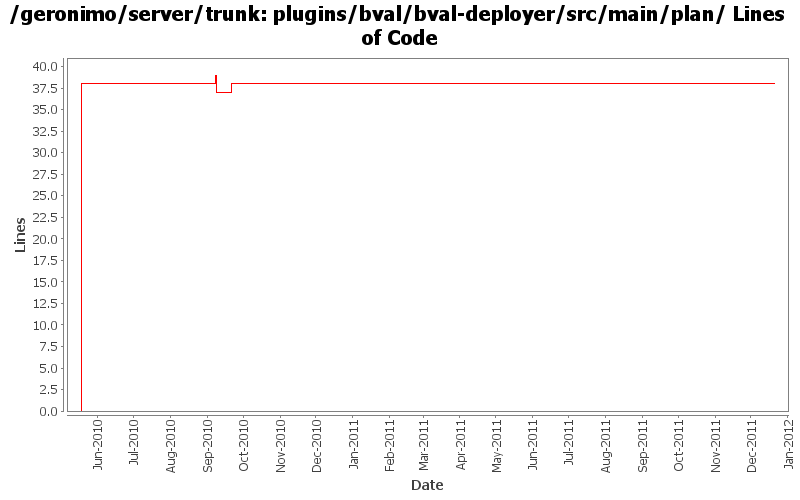 /geronimo/server/trunk: plugins/bval/bval-deployer/src/main/plan/ Lines
of Code
40.0
37.5
35.0
32.5
30.0
27.5
25.0
22.5
20.0
17.5
15.0
12.5
10.0
7.5
5.0
2.5
0.0
Lines
Jun-2010
Jul-2010
Aug-2010
Sep-2010
Oct-2010
Nov-2010
Dec-2010
Jan-2011
Feb-2011
Mar-2011
Apr-2011
May-2011
Jun-2011
Jul-2011
Aug-2011
Sep-2011
Oct-2011
Nov-2011
Dec-2011
Jan-2012
Date